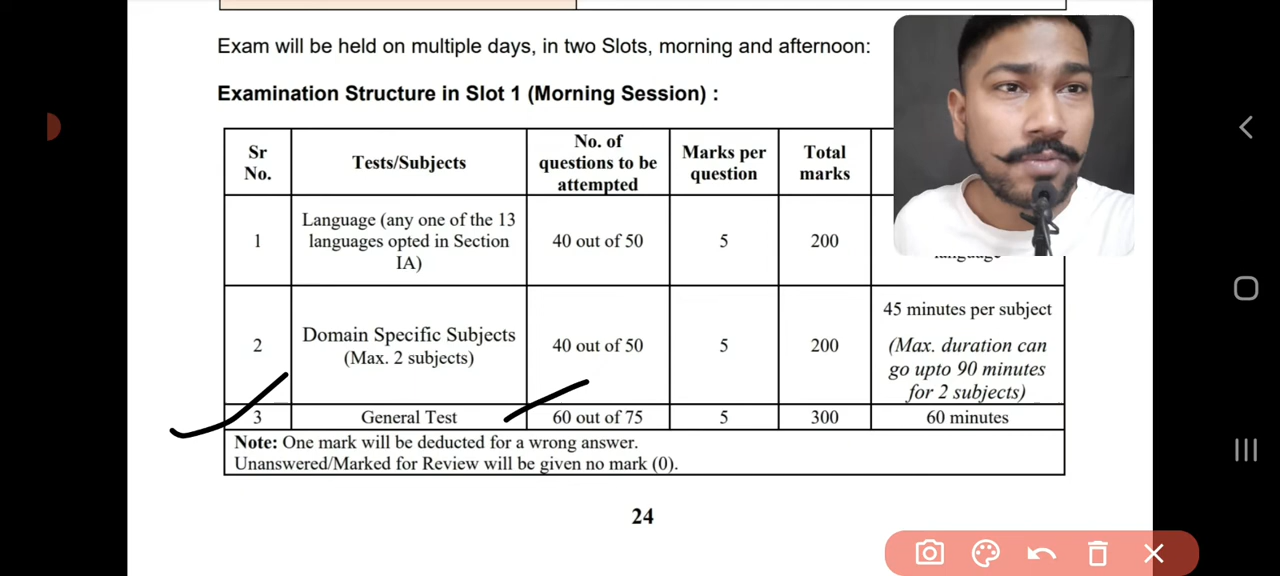 Exam will be held on multiple days, in two Slots, morning and afternoon:
Examination Structure in Slot 1 (Morning Session) :
Sr No. Tests/Subjects No. of questions to be attempted Marks per question Total marks
1 Language (any one of the 13 languages opted in Section IA) 40 out of 50 5 200
2 Domain Specific Subjects (Max. 2 subjects) 40 out of 50 5 200 45 minutes per subject (Max. duration can go upto 90 minutes for 2 subjects)
3 General Test 60 out of 75 5 300 60 minutes
Note: One mark will be deducted for a wrong answer.
Unanswered/Marked for Review will be given no mark (0).
24